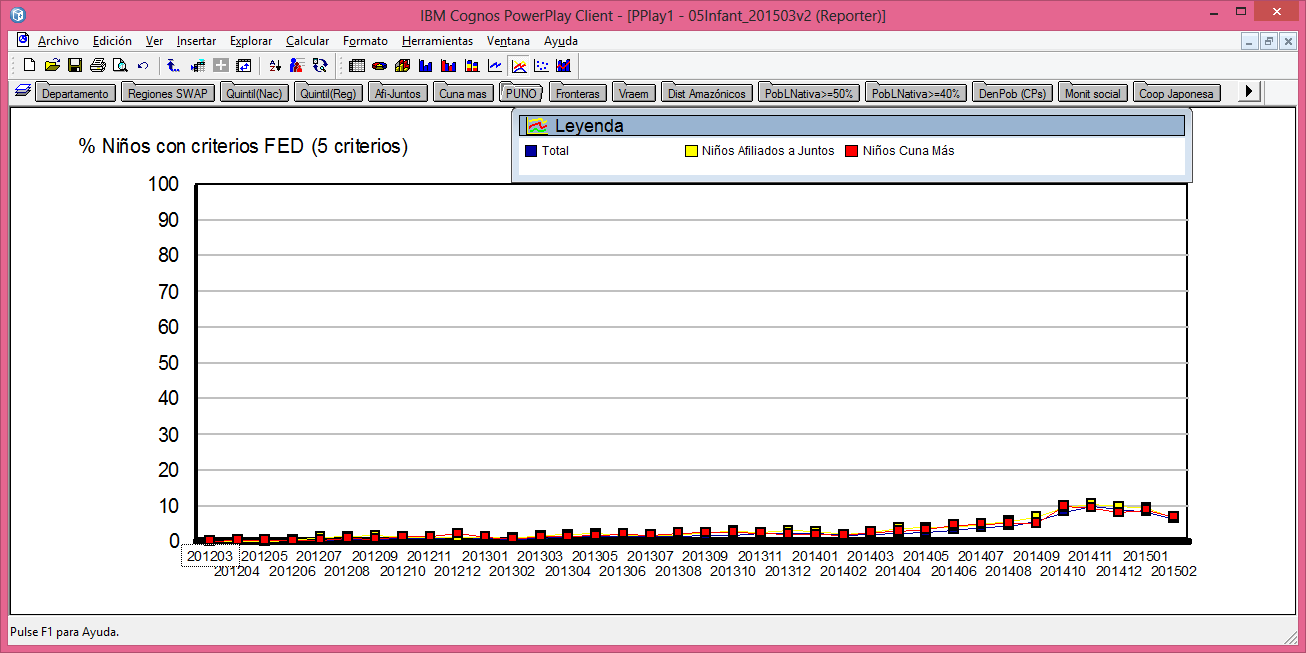 IBM Cognos PowerPlay Client - [PPlay1 - 05Infant_201503v2 (Reporter)]
Archivo Edición Ver Insertar Explorar Calcular Formato Herramientas Ventana Ayuda
Departamento Regiones SWAP Quintil(Nac) Quintil(Reg) Afi-Juntos Cuna mas PUNO Fronteras Vraem Dist Amazónicos PobLNativa>=50% PobLNativa>=40% DenPob (CPs) Monit social Coop Japonesa
Leyenda
Total Niños Afiliados a Juntos Niños Cuna Más
% Niños con criterios FED (5 criterios)
100
90
80
70
60
50
40
30
20
10
0
201203 201205 201207 201209 201211 201301 201303 201305 201307 201309 201311 201401 201403 201405 201407 201409 201411 201501
201204 201206 201208 201210 201212 201302 201304 201306 201308 201310 201312 201402 201404 201406 201408 201410 201412 201502
Pulse F1 para Ayuda.